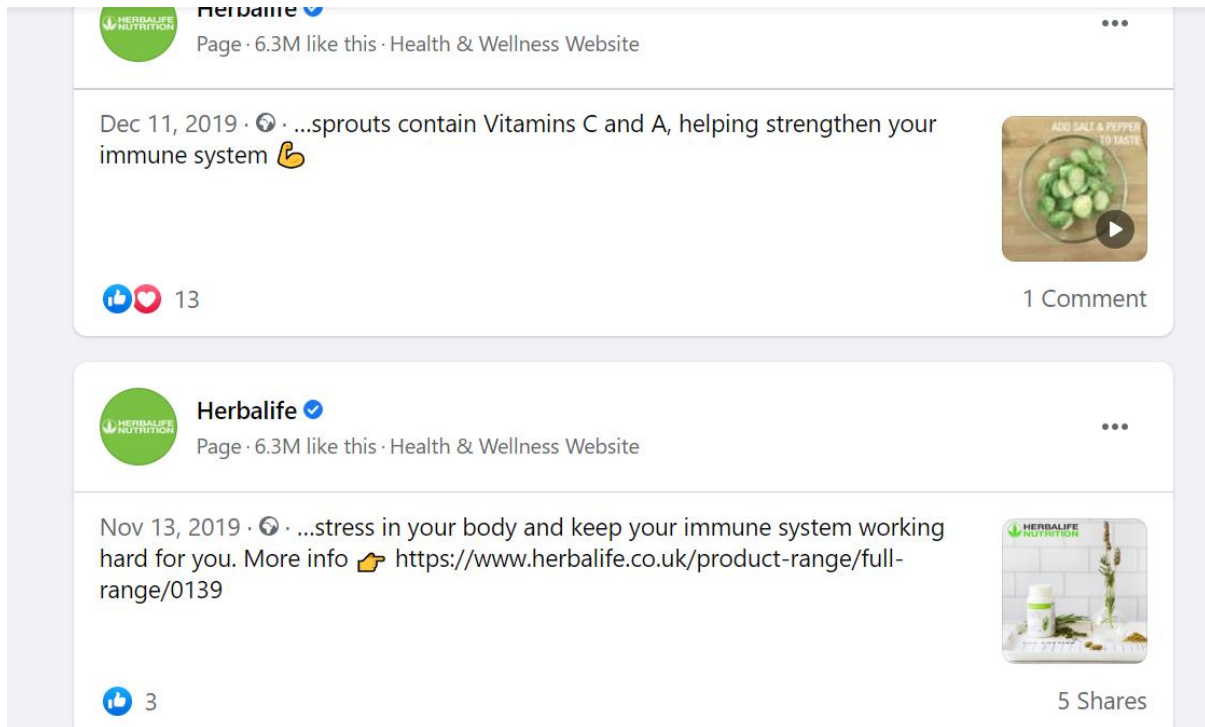 HERBALIFE
NUTRITION
Herbalife
Page · 6.3M like this · Health & Wellness Website
Dec 11, 2019 · ...sprouts contain Vitamins C and A, helping strengthen your
immune system 💪
ADD SALT & PEPPER
TO TASTE
13
1 Comment
HERBALIFE
NUTRITION
Herbalife
Page · 6.3M like this · Health & Wellness Website
Nov 13, 2019 · ...stress in your body and keep your immune system working
hard for you. More info 👉 https://www.herbalife.co.uk/product-range/full-
range/0139
HERBALIFE
NUTRITION
3
5 Shares